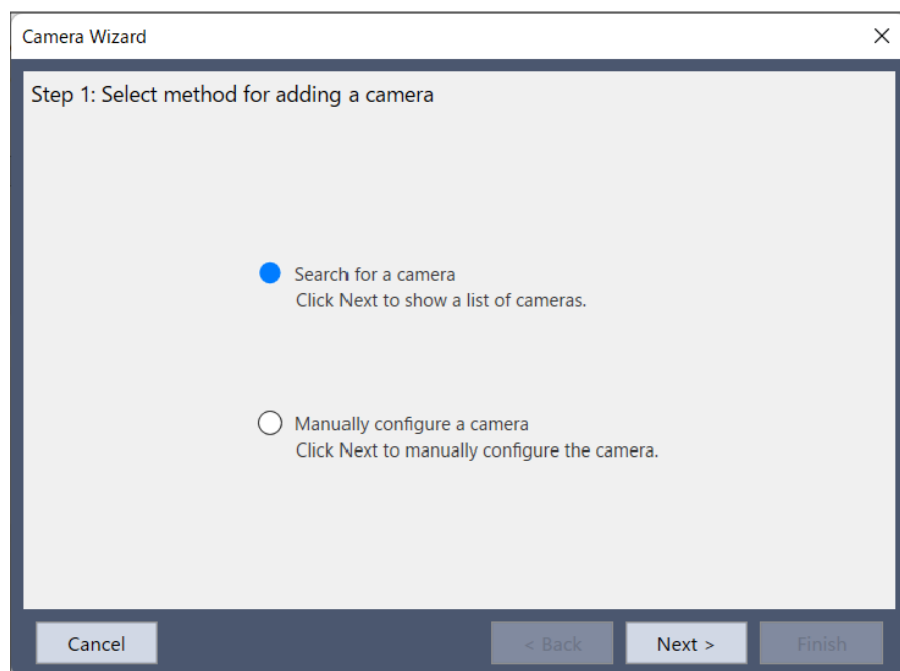 Camera Wizard
Step 1: Select method for adding a camera
Search for a camera
Click Next to show a list of cameras.
Manually configure a camera
Click Next to manually configure the camera.
Cancel
< Back
Next >
Finish